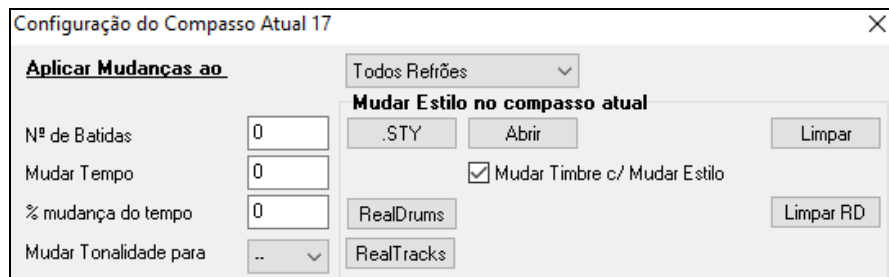 Configuração do Compasso Atual 17
Aplicar Mudanças ao Todos Refrões
Mudar Estilo no compasso atual
Nº de Batidas 0 .STY Abrir Limpar
Mudar Tempo 0 Mudar Timbre c/ Mudar Estilo
% mudança do tempo 0 RealDrums Limpar RD
Mudar Tonalidade para -- RealTracks